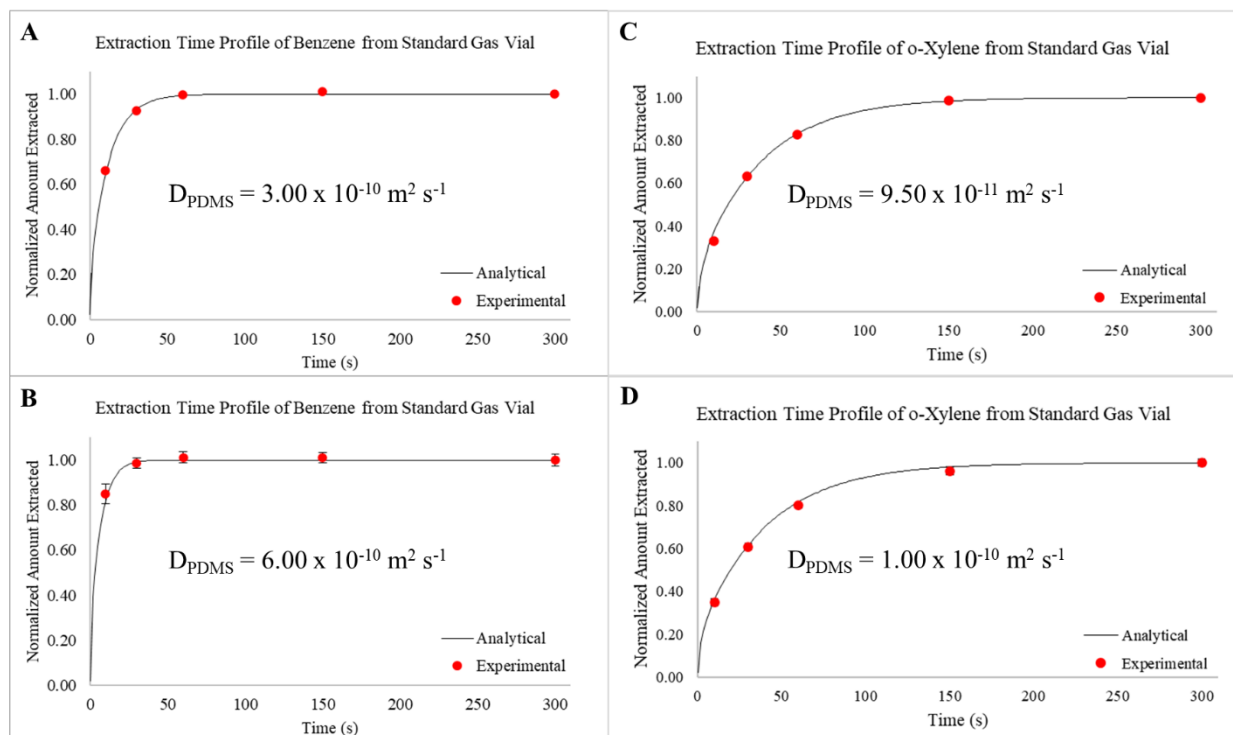 A
Extraction Time Profile of Benzene from Standard Gas Vial
Normalized Amount Extracted
1.00
0.80
0.60
0.40
0.20
0.00
D_PDMS = 3.00 x 10⁻¹⁰ m² s⁻¹
Analytical
Experimental
0 50 100 150 200 250 300
Time (s)
B
Extraction Time Profile of Benzene from Standard Gas Vial
Normalized Amount Extracted
1.00
0.80
0.60
0.40
0.20
0.00
D_PDMS = 6.00 x 10⁻¹⁰ m² s⁻¹
Analytical
Experimental
0 50 100 150 200 250 300
Time (s)
C
Extraction Time Profile of o-Xylene from Standard Gas Vial
Normalized Amount Extracted
1.00
0.80
0.60
0.40
0.20
0.00
D_PDMS = 9.50 x 10⁻¹¹ m² s⁻¹
Analytical
Experimental
0 50 100 150 200 250 300
Time (s)
D
Extraction Time Profile of o-Xylene from Standard Gas Vial
Normalized Amount Extracted
1.00
0.80
0.60
0.40
0.20
0.00
D_PDMS = 1.00 x 10⁻¹⁰ m² s⁻¹
Analytical
Experimental
0 50 100 150 200 250 300
Time (s)